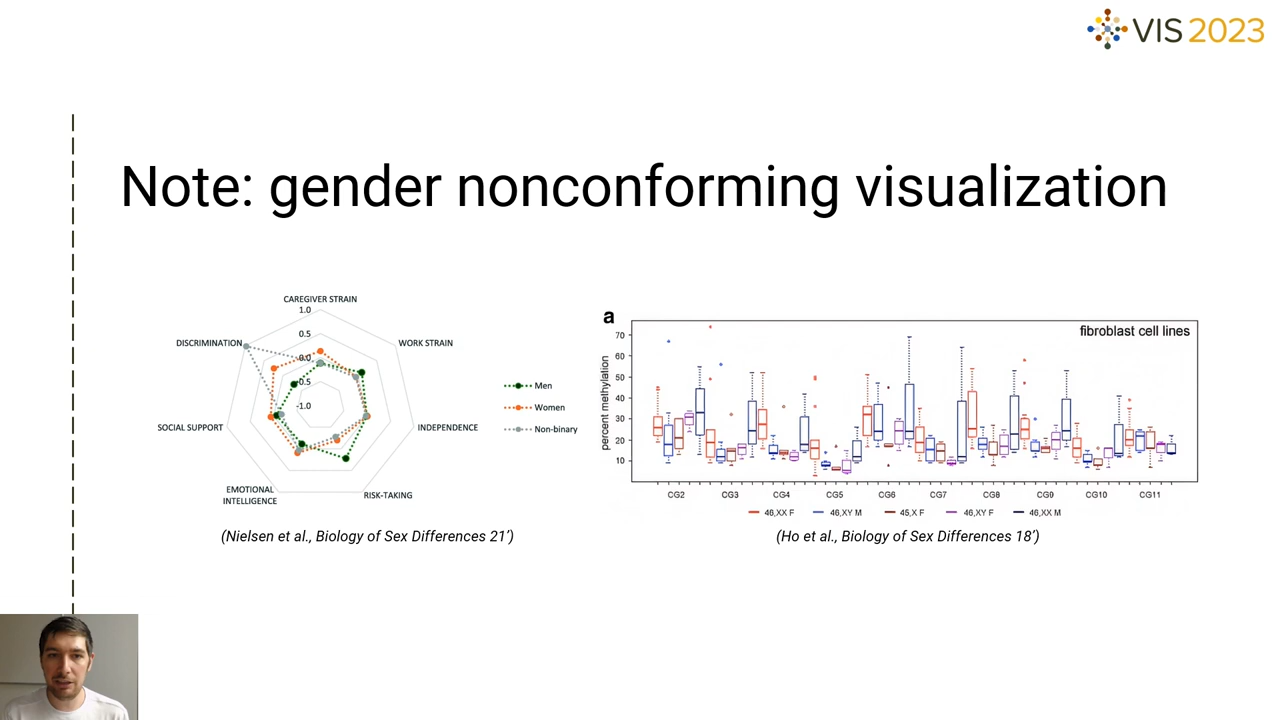 VIS 2023
Note: gender nonconforming visualization
CAREGIVER STRAIN
1.0
0.5
0.0
-0.5
-1.0
DISCRIMINATION
WORK STRAIN
SOCIAL SUPPORT
INDEPENDENCE
EMOTIONAL
INTELLIGENCE
RISK-TAKING
Men
Women
Non-binary
(Nielsen et al., Biology of Sex Differences 21’)
a
fibroblast cell lines
percent methylation
70
60
50
40
30
20
10
CG2 CG3 CG4 CG5 CG6 CG7 CG8 CG9 CG10 CG11
46,XX F 46,XY M 45,X F 46,XY F 46,XX M
(Ho et al., Biology of Sex Differences 18’)